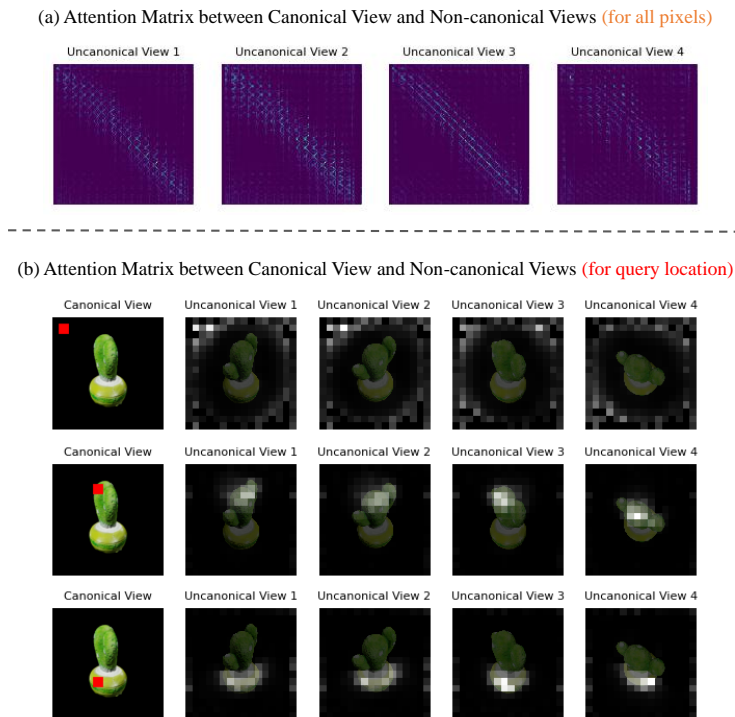 (a) Attention Matrix between Canonical View and Non-canonical Views (for all pixels)
Uncanonical View 1 Uncanonical View 2 Uncanonical View 3 Uncanonical View 4
(b) Attention Matrix between Canonical View and Non-canonical Views (for query location)
Canonical View Uncanonical View 1 Uncanonical View 2 Uncanonical View 3 Uncanonical View 4
Canonical View Uncanonical View 1 Uncanonical View 2 Uncanonical View 3 Uncanonical View 4
Canonical View Uncanonical View 1 Uncanonical View 2 Uncanonical View 3 Uncanonical View 4